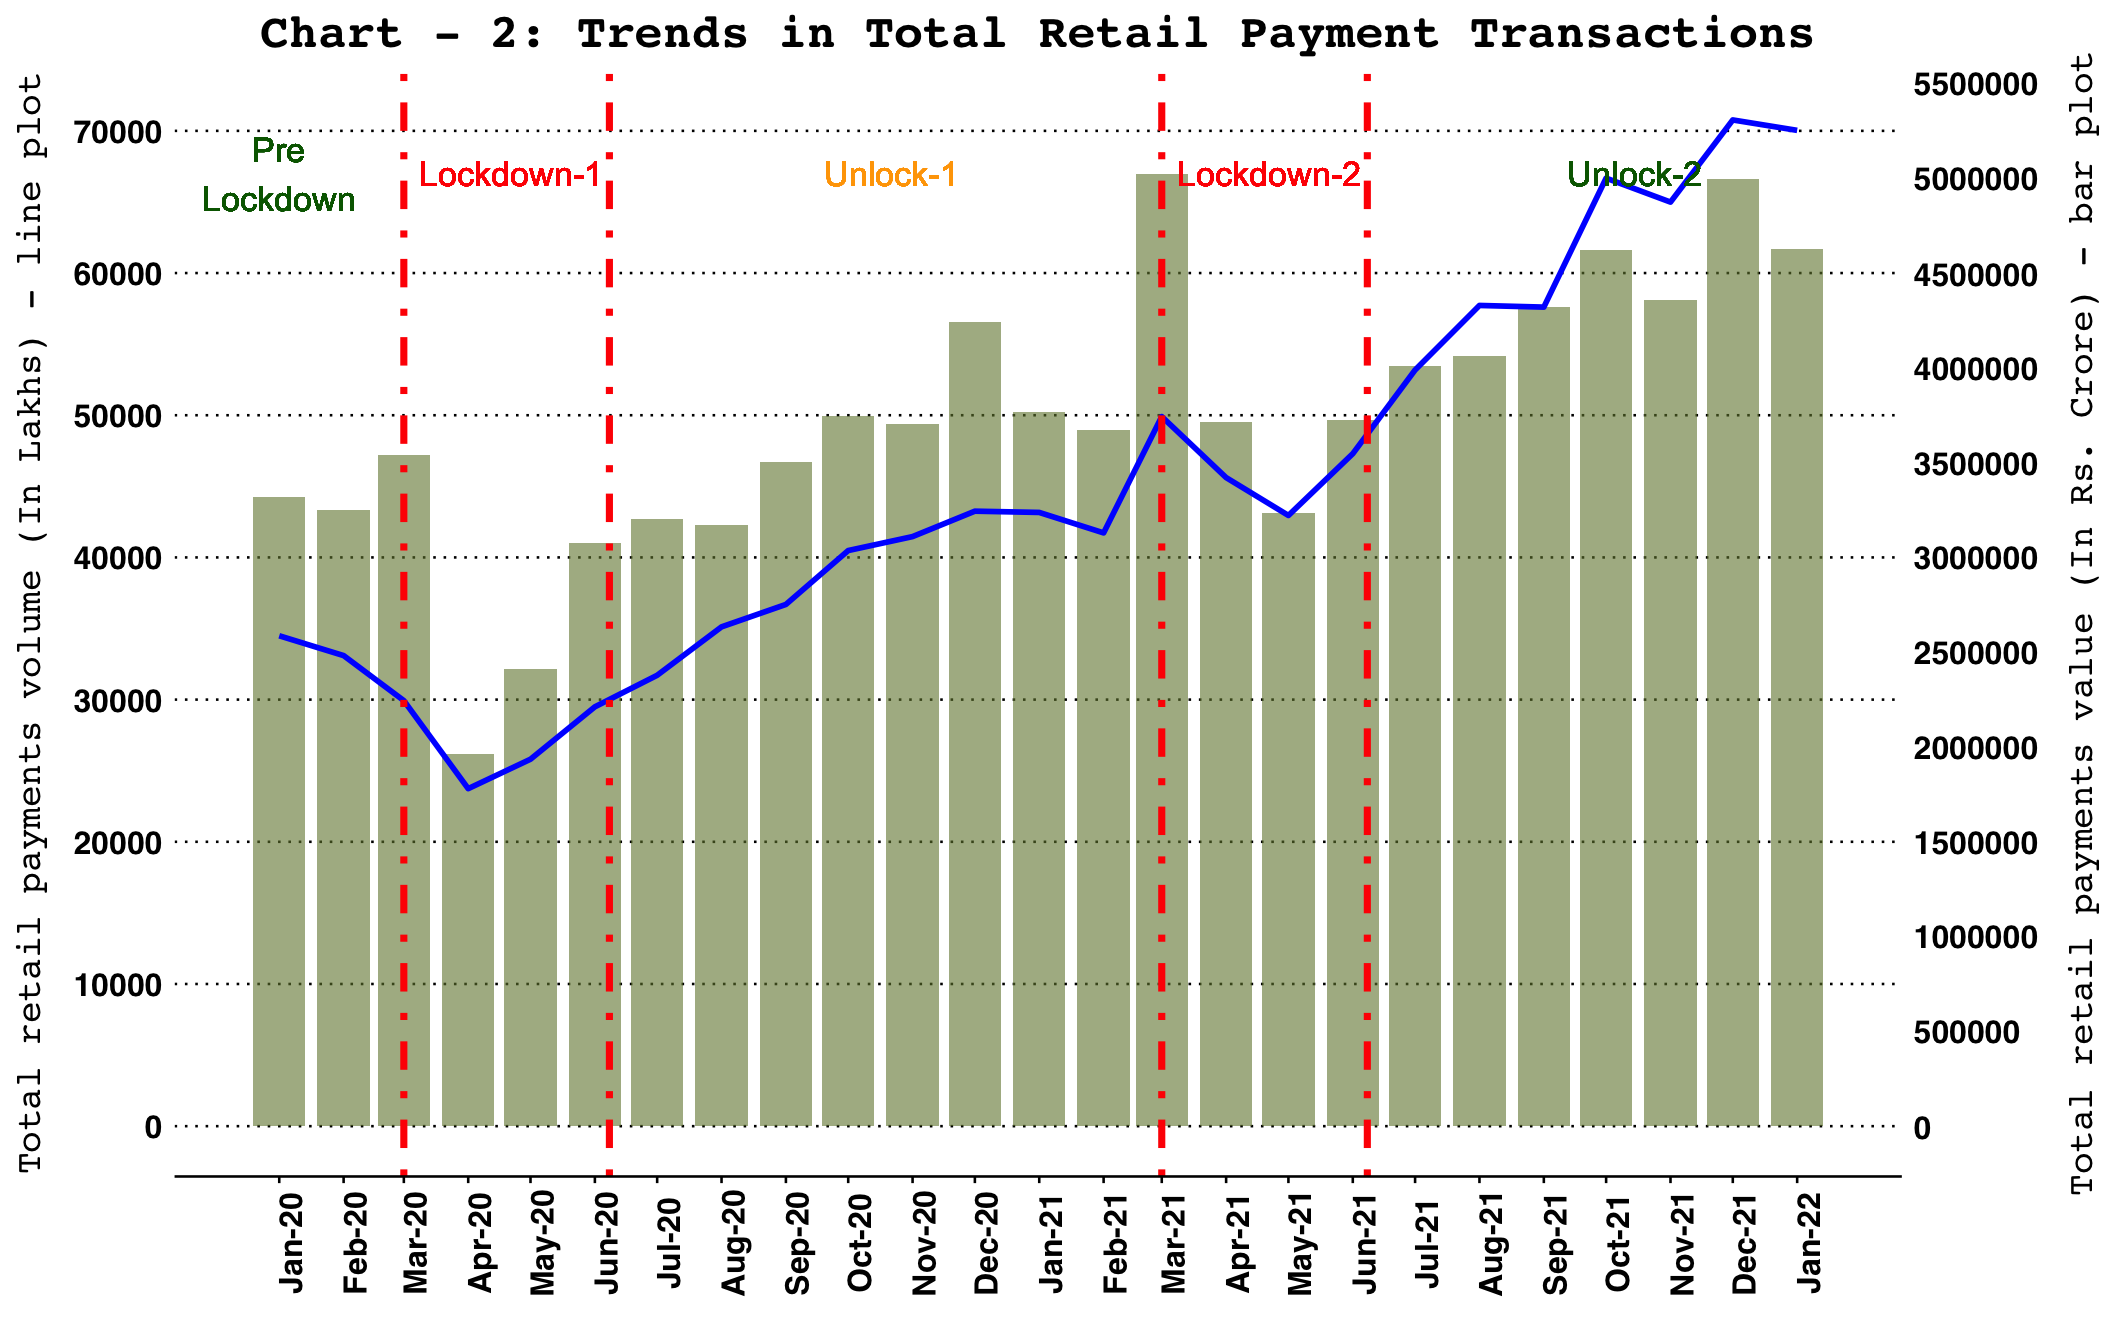 Chart – 2: Trends in Total Retail Payment Transactions
Total retail payments volume (In Lakhs) – line plot
70000
60000
50000
40000
30000
20000
10000
0
Pre
Lockdown
Lockdown-1
Unlock-1
Lockdown-2
Unlock-2
5500000
5000000
4500000
4000000
3500000
3000000
2500000
2000000
1500000
1000000
500000
0
Total retail payments value (In Rs. Crore) – bar plot
Jan-20
Feb-20
Mar-20
Apr-20
May-20
Jun-20
Jul-20
Aug-20
Sep-20
Oct-20
Nov-20
Dec-20
Jan-21
Feb-21
Mar-21
Apr-21
May-21
Jun-21
Jul-21
Aug-21
Sep-21
Oct-21
Nov-21
Dec-21
Jan-22